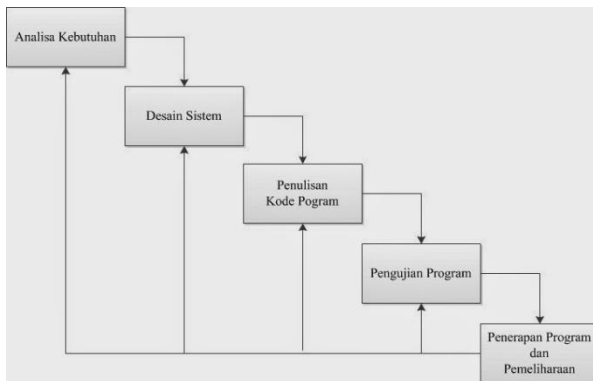 Analisa Kebutuhan
Desain Sistem
Penulisan
Kode Pogram
Pengujian Program
Penerapan Program
dan
Pemeliharaan